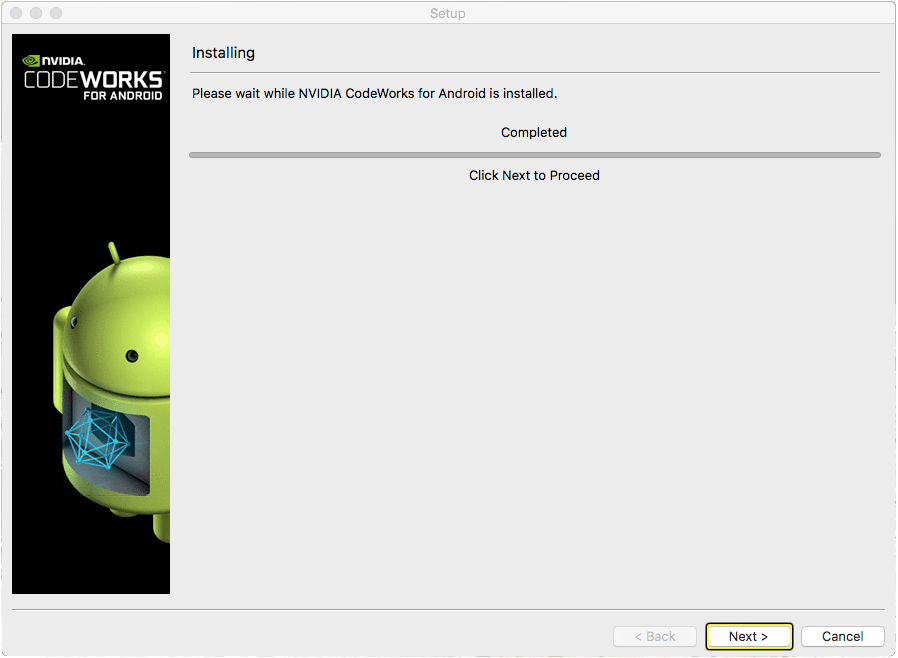 Setup
NVIDIA.
CODEWORKS
FOR ANDROID
Installing
Please wait while NVIDIA CodeWorks for Android is installed.
Completed
Click Next to Proceed
< Back
Next >
Cancel